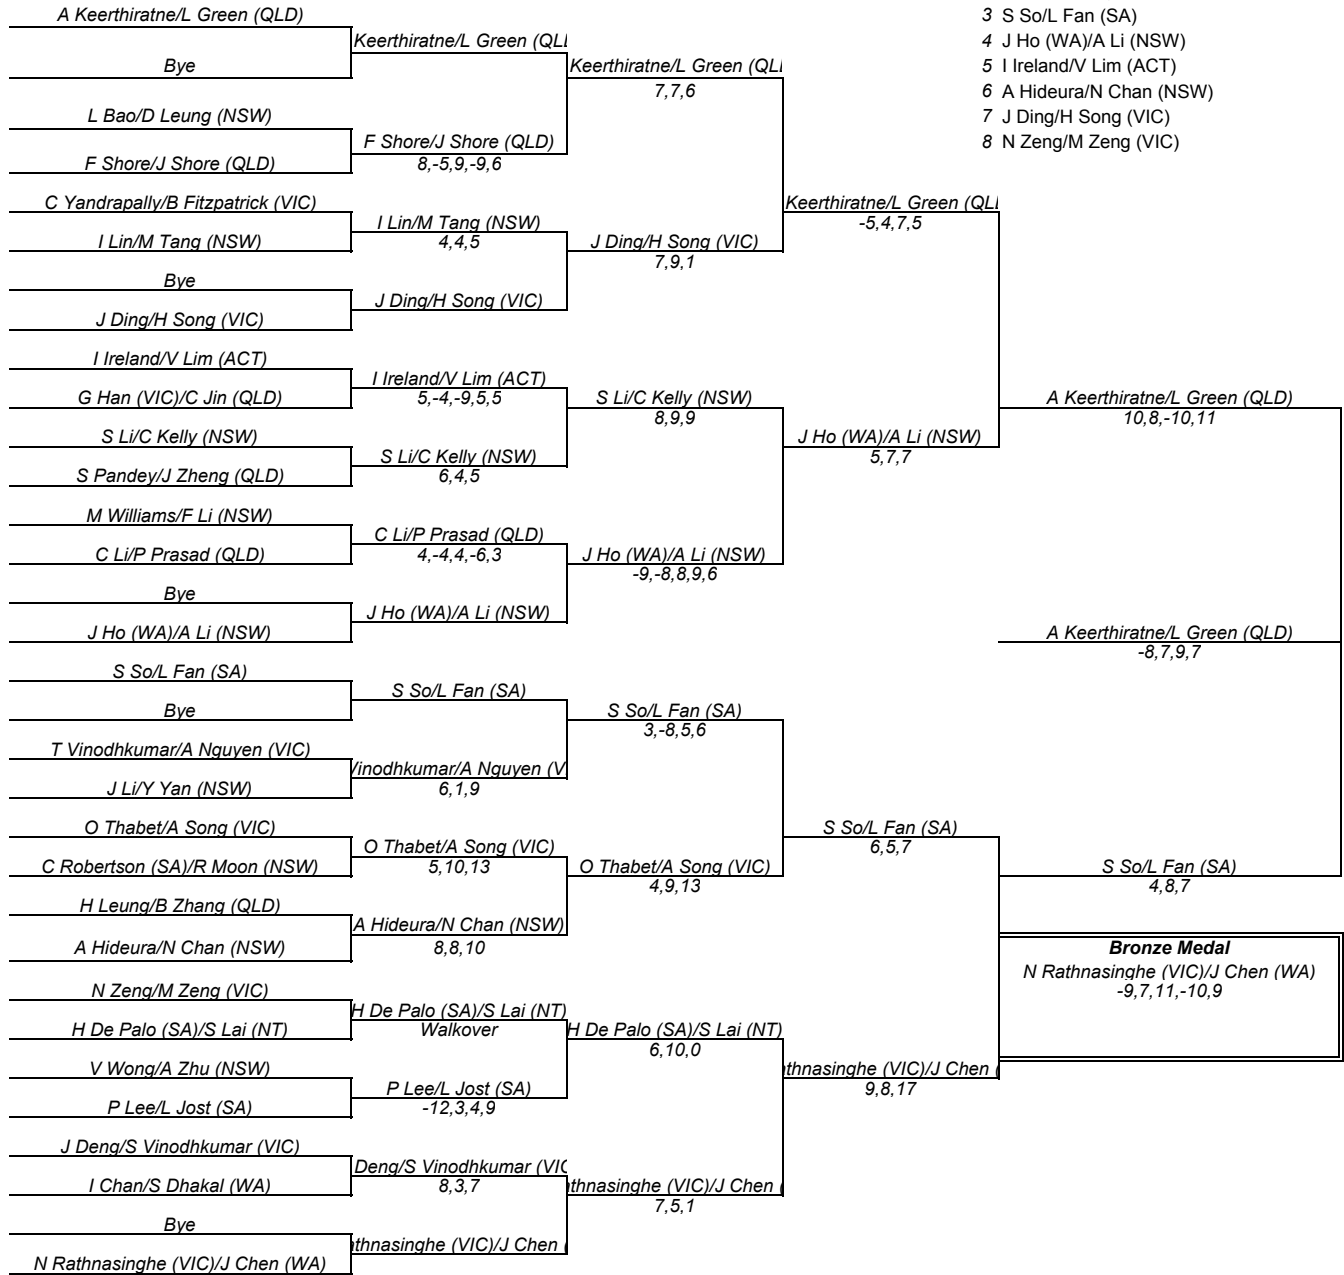 A Keerthiratne/L Green (QLD)
Bye
L Bao/D Leung (NSW)
F Shore/J Shore (QLD)
C Yandrapally/B Fitzpatrick (VIC)
I Lin/M Tang (NSW)
Bye
J Ding/H Song (VIC)
I Ireland/V Lim (ACT)
G Han (VIC)/C Jin (QLD)
S Li/C Kelly (NSW)
S Pandey/J Zheng (QLD)
M Williams/F Li (NSW)
C Li/P Prasad (QLD)
Bye
J Ho (WA)/A Li (NSW)
S So/L Fan (SA)
Bye
T Vinodhkumar/A Nguyen (VIC)
J Li/Y Yan (NSW)
O Thabet/A Song (VIC)
C Robertson (SA)/R Moon (NSW)
H Leung/B Zhang (QLD)
A Hideura/N Chan (NSW)
N Zeng/M Zeng (VIC)
H De Palo (SA)/S Lai (NT)
V Wong/A Zhu (NSW)
P Lee/L Jost (SA)
J Deng/S Vinodhkumar (VIC)
I Chan/S Dhakal (WA)
Bye
N Rathnasinghe (VIC)/J Chen (WA)
Keerthiratne/L Green (QL
F Shore/J Shore (QLD)
8,-5,9,-9,6
I Lin/M Tang (NSW)
4,4,5
J Ding/H Song (VIC)
I Ireland/V Lim (ACT)
5,-4,-9,5,5
S Li/C Kelly (NSW)
6,4,5
C Li/P Prasad (QLD)
4,-4,4,-6,3
J Ho (WA)/A Li (NSW)
S So/L Fan (SA)
Vinodhkumar/A Nguyen (V
6,1,9
O Thabet/A Song (VIC)
5,10,13
A Hideura/N Chan (NSW)
8,8,10
H De Palo (SA)/S Lai (NT)
Walkover
P Lee/L Jost (SA)
-12,3,4,9
Deng/S Vinodhkumar (VIC
8,3,7
thnasinghe (VIC)/J Chen (
Keerthiratne/L Green (QL
7,7,6
J Ding/H Song (VIC)
7,9,1
S Li/C Kelly (NSW)
8,9,9
J Ho (WA)/A Li (NSW)
-9,-8,8,9,6
S So/L Fan (SA)
3,-8,5,6
O Thabet/A Song (VIC)
4,9,13
H De Palo (SA)/S Lai (NT)
6,10,0
thnasinghe (VIC)/J Chen (
7,5,1
Keerthiratne/L Green (QL
-5,4,7,5
J Ho (WA)/A Li (NSW)
5,7,7
S So/L Fan (SA)
6,5,7
thnasinghe (VIC)/J Chen (
9,8,17
3 S So/L Fan (SA)
4 J Ho (WA)/A Li (NSW)
5 I Ireland/V Lim (ACT)
6 A Hideura/N Chan (NSW)
7 J Ding/H Song (VIC)
8 N Zeng/M Zeng (VIC)
A Keerthiratne/L Green (QLD)
10,8,-10,11
A Keerthiratne/L Green (QLD)
-8,7,9,7
S So/L Fan (SA)
4,8,7
Bronze Medal
N Rathnasinghe (VIC)/J Chen (WA)
-9,7,11,-10,9